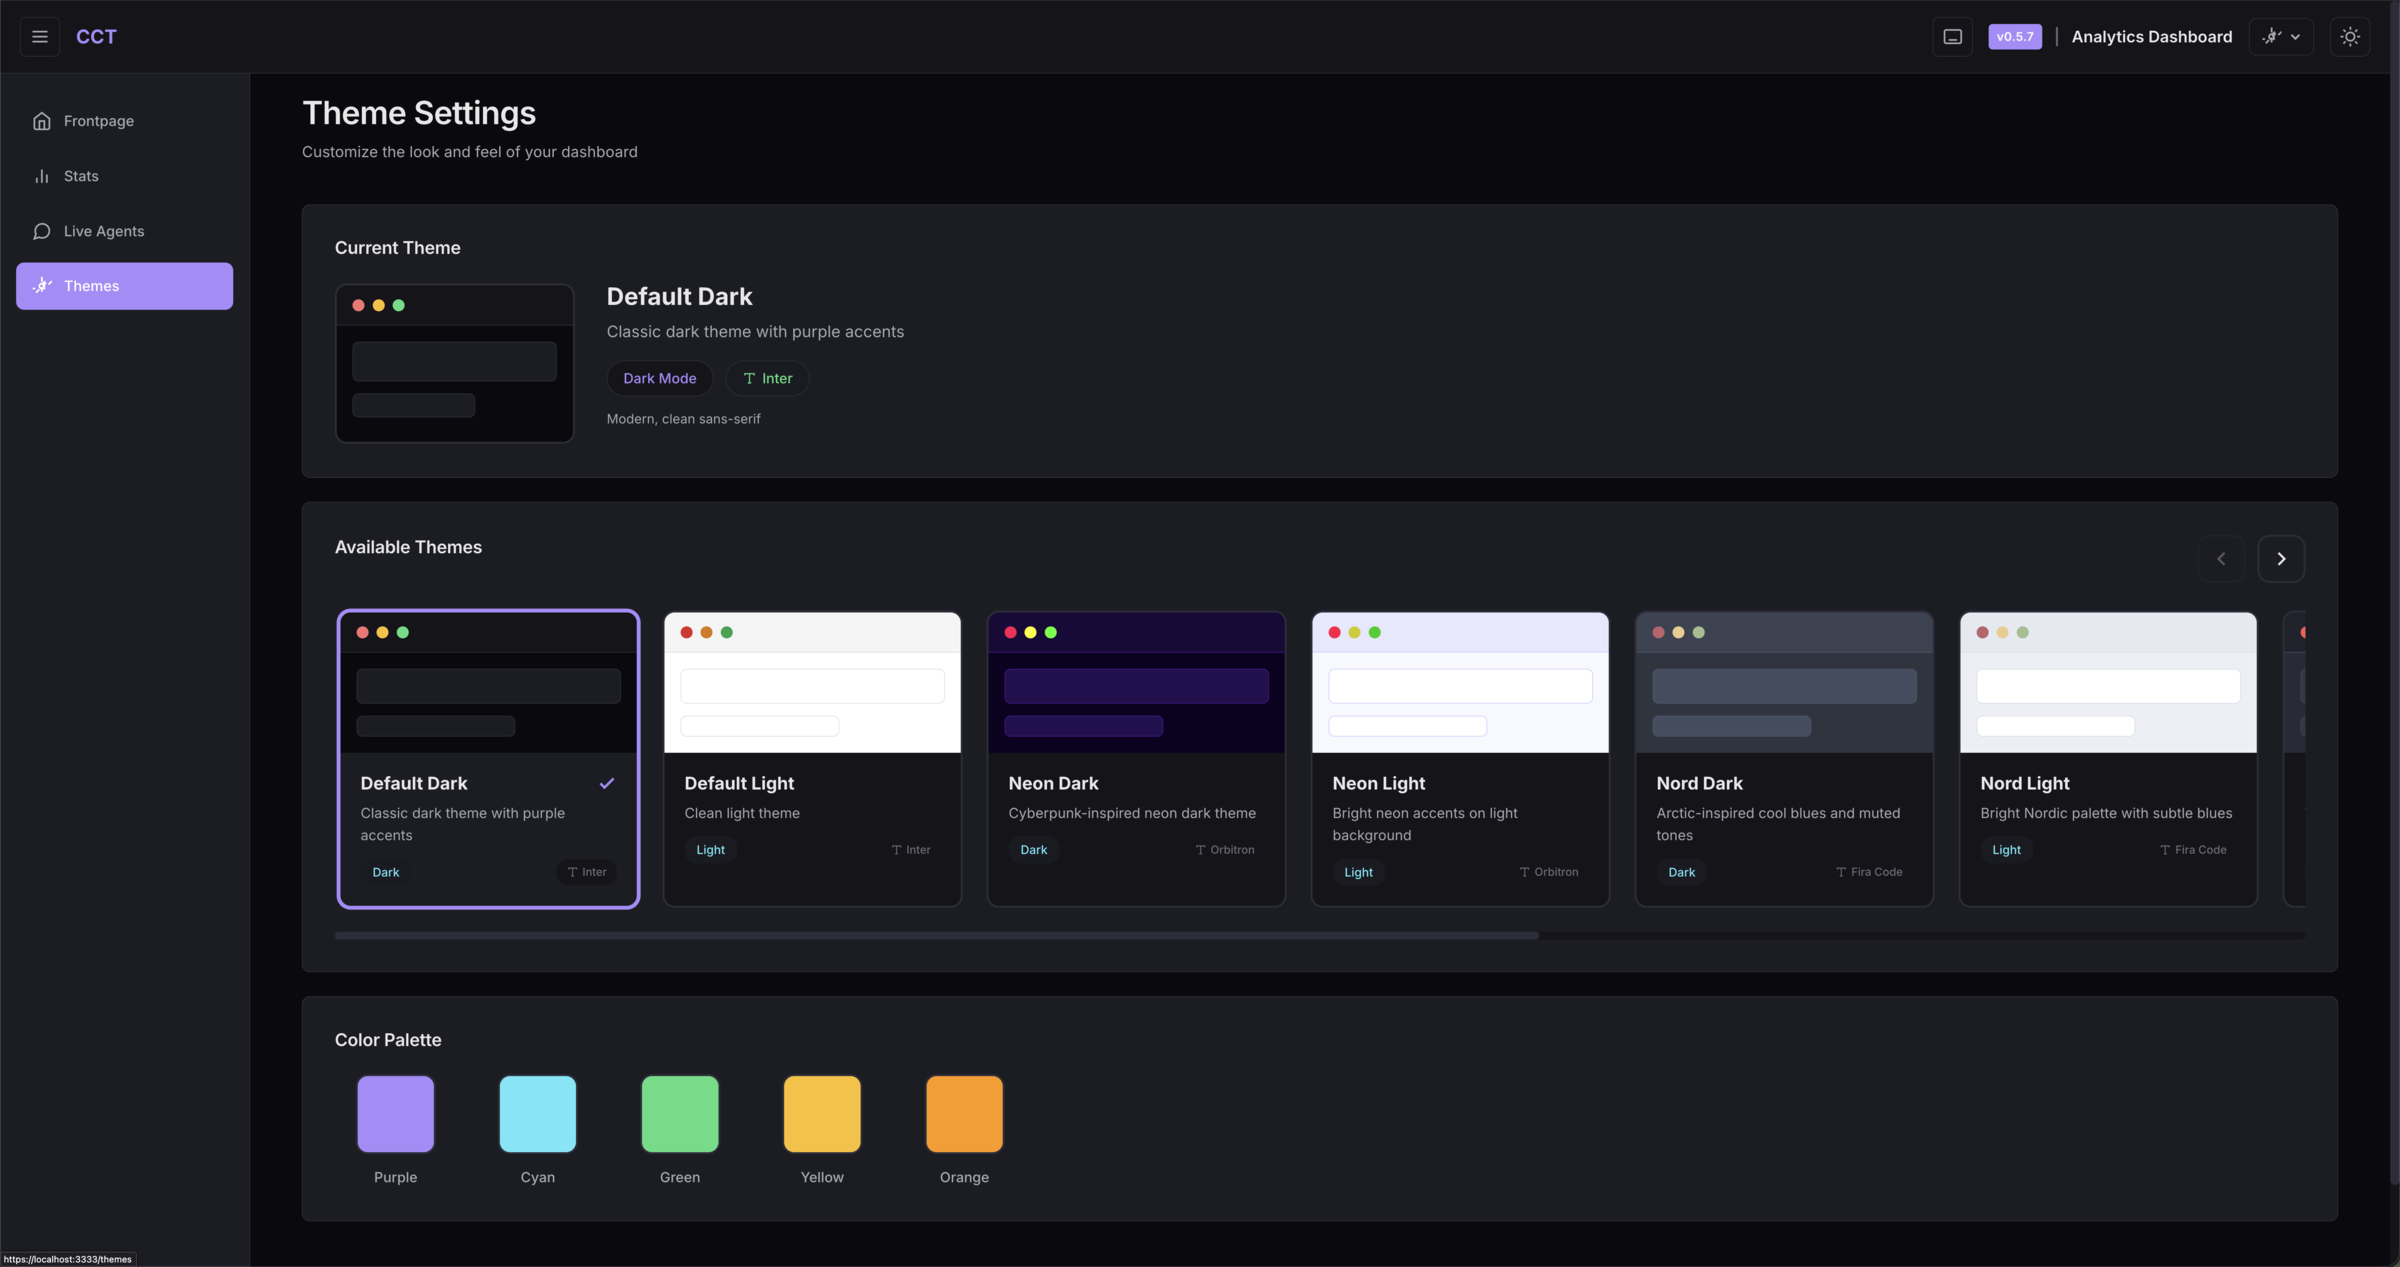 CCT
v0.5.7
Analytics Dashboard
Frontpage
Stats
Live Agents
Themes
Theme Settings
Customize the look and feel of your dashboard
Current Theme
Default Dark
Classic dark theme with purple accents
Dark Mode
Inter
Modern, clean sans-serif
Available Themes
Default Dark
Classic dark theme with purple
accents
Dark
Inter
Default Light
Clean light theme
Light
Inter
Neon Dark
Cyberpunk-inspired neon dark theme
Dark
Orbitron
Neon Light
Bright neon accents on light
background
Light
Orbitron
Nord Dark
Arctic-inspired cool blues and muted
tones
Dark
Fira Code
Nord Light
Bright Nordic palette with subtle blues
Light
Fira Code
Color Palette
Purple
Cyan
Green
Yellow
Orange
https://localhost:3333/themes